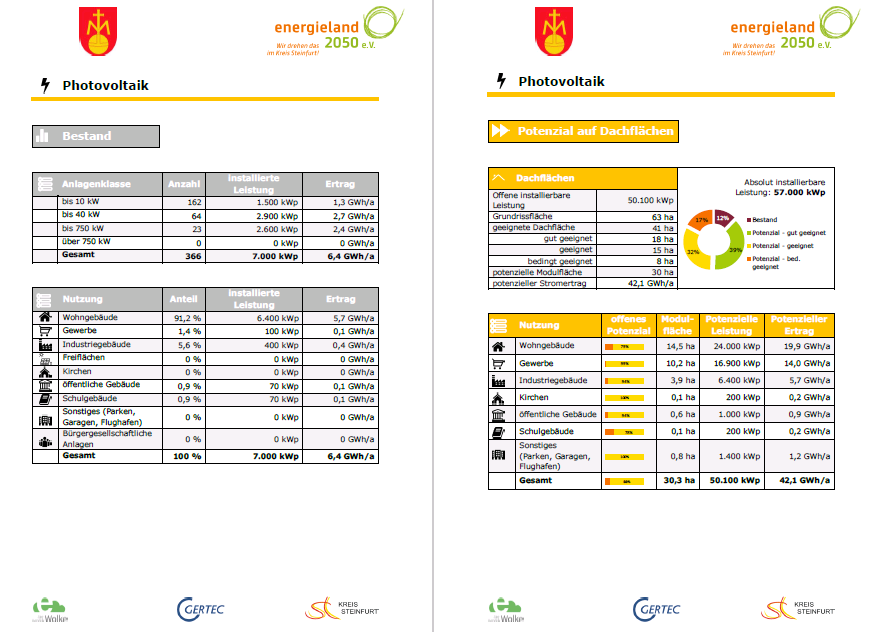 energieland
2050 e.V.
Wir drehen das
im Kreis Steinfurt!
Photovoltaik
Bestand
Anlagenklasse Anzahl installierte Leistung Ertrag
bis 10 kW 162 1.500 kWp 1,3 GWh/a
bis 40 kW 64 2.900 kWp 2,7 GWh/a
bis 750 kW 23 2.600 kWp 2,4 GWh/a
über 750 kW 0 0 kWp 0 GWh/a
Gesamt 366 7.000 kWp 6,4 GWh/a
Nutzung Anteil installierte Leistung Ertrag
Wohngebäude 91,2 % 6.400 kWp 5,7 GWh/a
Gewerbe 1,4 % 100 kWp 0,1 GWh/a
Industriegebäude 5,6 % 400 kWp 0,4 GWh/a
Freiflächen 0 % 0 kWp 0 GWh/a
Kirchen 0 % 0 kWp 0 GWh/a
öffentliche Gebäude 0,9 % 70 kWp 0,1 GWh/a
Schulgebäude 0,9 % 70 kWp 0,1 GWh/a
Sonstiges (Parken,
Garagen, Flughafen) 0 % 0 kWp 0 GWh/a
Bürgergesellschaftliche
Anlagen 0 % 0 kWp 0 GWh/a
Gesamt 100 % 7.000 kWp 6,4 GWh/a
Walke
GERTEC
KREIS
STEINFURT
energieland
2050 e.V.
Wir drehen das
im Kreis Steinfurt!
Photovoltaik
Potenzial auf Dachflächen
Dachflächen
Offene installierbare
Leistung 50.100 kWp
Grundrissfläche 63 ha
geeignete Dachfläche 41 ha
gut geeignet 18 ha
geeignet 15 ha
bedingt geeignet 8 ha
potenzielle Modulfläche 30 ha
potenzieller Stromertrag 42,1 GWh/a
Absolut installierbare
Leistung: 57.000 kWp
17% 12%
32% 39%
Bestand
Potenzial - gut geeignet
Potenzial - geeignet
Potenzial - bed.
geeignet
Nutzung offenes Potenzial Modul-fläche Potenzielle Leistung Potenzieller Ertrag
Wohngebäude 79% 14,5 ha 24.000 kWp 19,9 GWh/a
Gewerbe 10,2 ha 16.900 kWp 14,0 GWh/a
Industriegebäude 94% 3,9 ha 6.400 kWp 5,7 GWh/a
Kirchen 100% 0,1 ha 200 kWp 0,2 GWh/a
öffentliche Gebäude 94% 0,6 ha 1.000 kWp 0,9 GWh/a
Schulgebäude 0,1 ha 200 kWp 0,2 GWh/a
Sonstiges
(Parken, Garagen,
Flughafen) 100% 0,8 ha 1.400 kWp 1,2 GWh/a
Gesamt 88% 30,3 ha 50.100 kWp 42,1 GWh/a
Walke
GERTEC
KREIS
STEINFURT